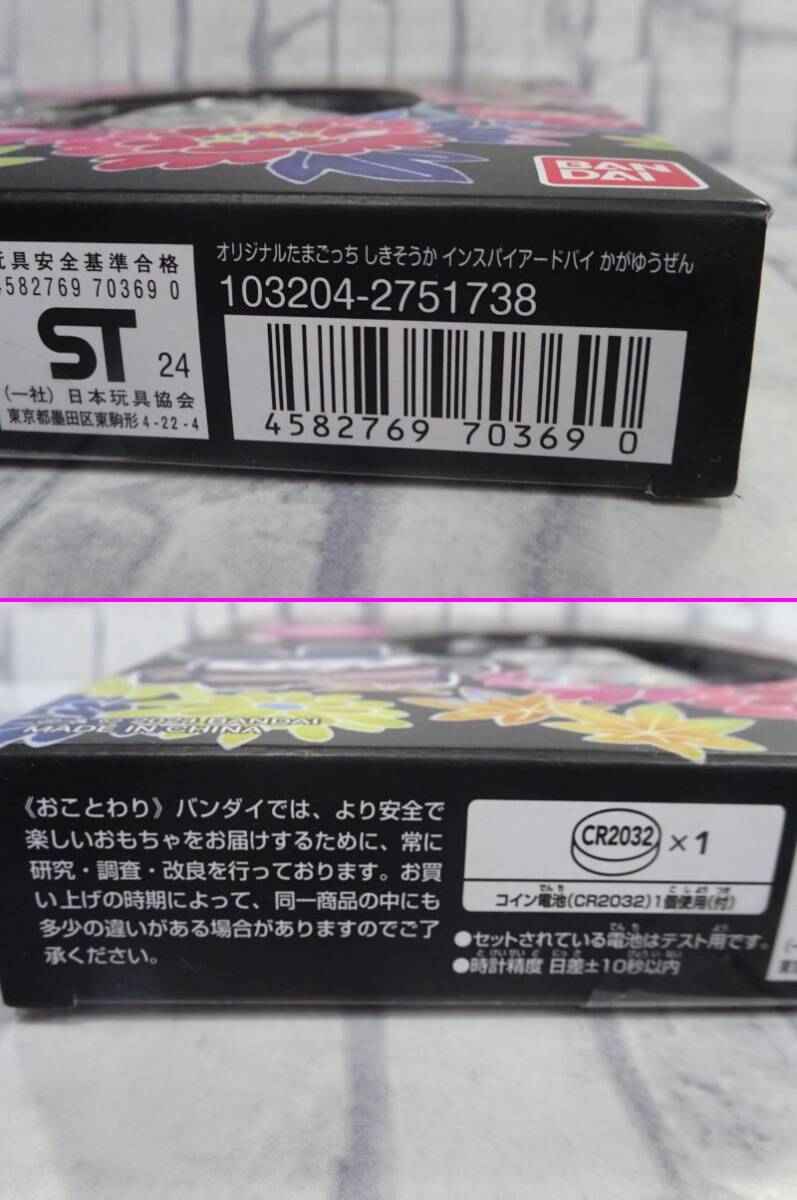 BAN
DAI
玩具安全基準合格
4582769 70369 0
ST 24
(一社)日本玩具協会
東京都墨田区東駒形4-22-4
オリジナルたまごっち しきそうか インスパイアードバイ かがゆうぜん
103204-2751738
4582769 703690
BANDAI
MADE IN CHINA
《おことわり》バンダイでは、より安全で
楽しいおもちゃをお届けするために、常に
研究・調査・改良を行っております。お買
い上げの時期によって、同一商品の中にも
多少の違いがある場合がありますのでご了
承ください。
CR2032 ×1
コイン電池(CR2032)1個使用(付)
●セットされている電池はテスト用です。
●時計精度 日差±10秒以内